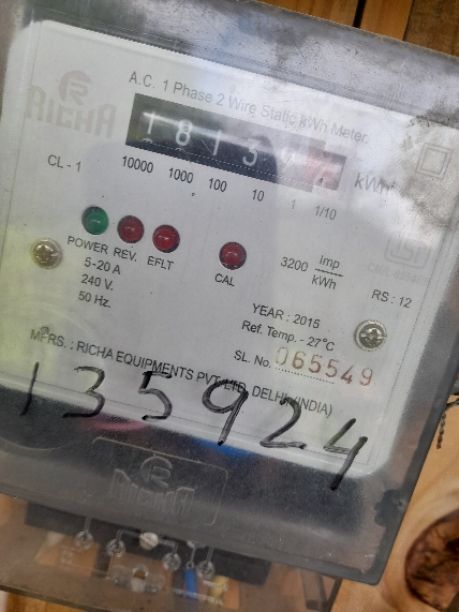 R
RICHA
A.C. 1 Phase 2 Wire Static kWh Meter.
1813
kWh
10000 1000 100 10 1 1/10
CL - 1
POWER REV. EFLT
CAL
3200 Imp/kWh
5-20 A
240 V.
50 Hz.
RS : 12
YEAR : 2015
Ref. Temp. - 27°C
SL. No. 065549
MFRS. : RICHA EQUIPMENTS PVT. LTD. DELHI (INDIA)
135924
R
RICHA